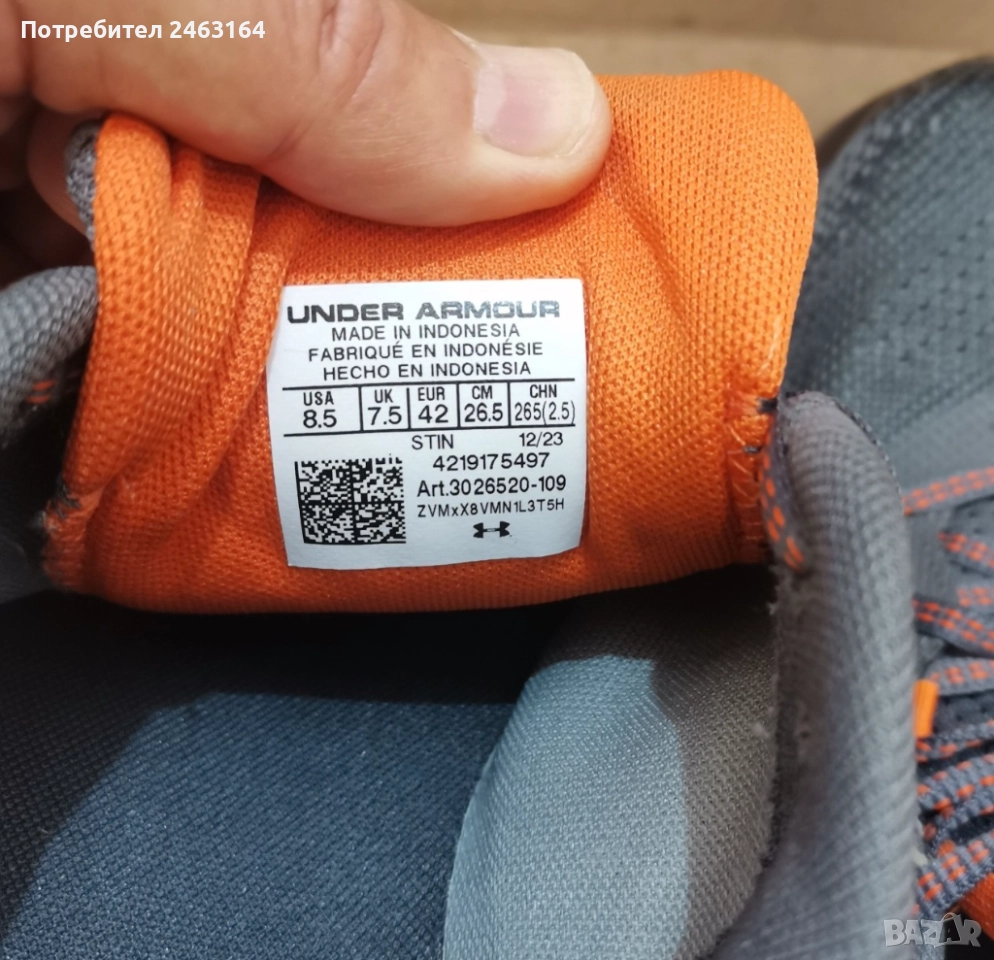 Потребител 2463164
UNDER ARMOUR
MADE IN INDONESIA
FABRIQUÉ EN INDONÉSIE
HECHO EN INDONESIA
USA UK EUR CM CHN
8.5 7.5 42 26.5 265(2.5)
STIN 12/23
4219175497
Art.3026520-109
ZVMxX8VMN1L3T5H
BAZAR